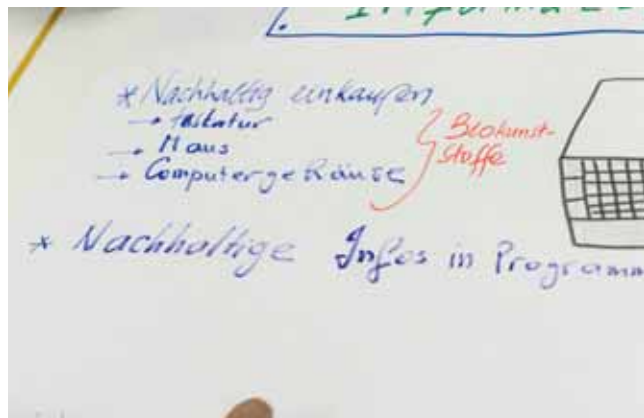 * Nachhaltig einkaufen
→ Tastatur
→ Maus
→ Computergehäuse
Biokunst-
stoffe
* Nachhaltige Infos in Programm